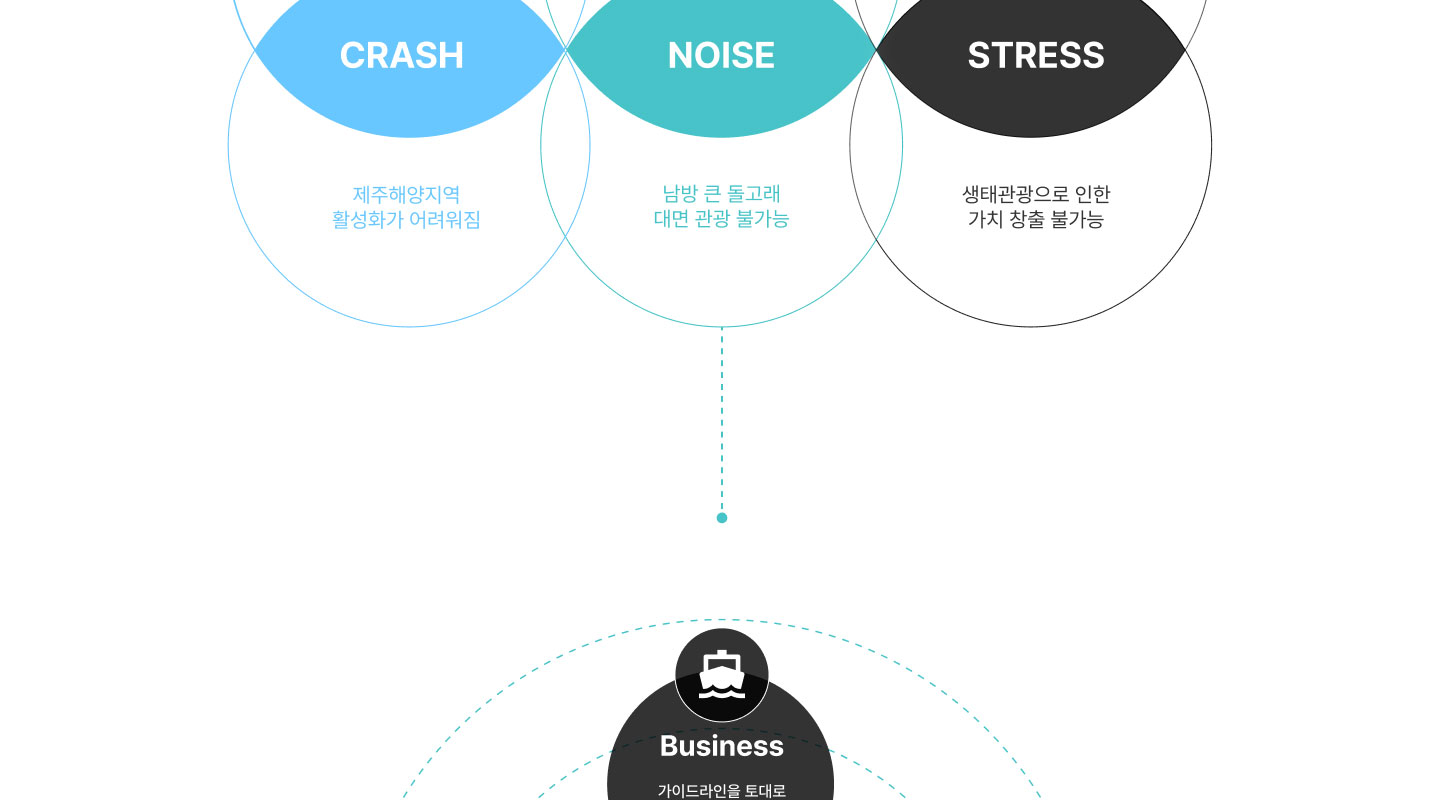 CRASH
NOISE
STRESS
제주해양지역
활성화가 어려워짐
남방 큰 돌고래
대면 관광 불가능
생태관광으로 인한
가치 창출 불가능
Business
가이드라인을 토대로